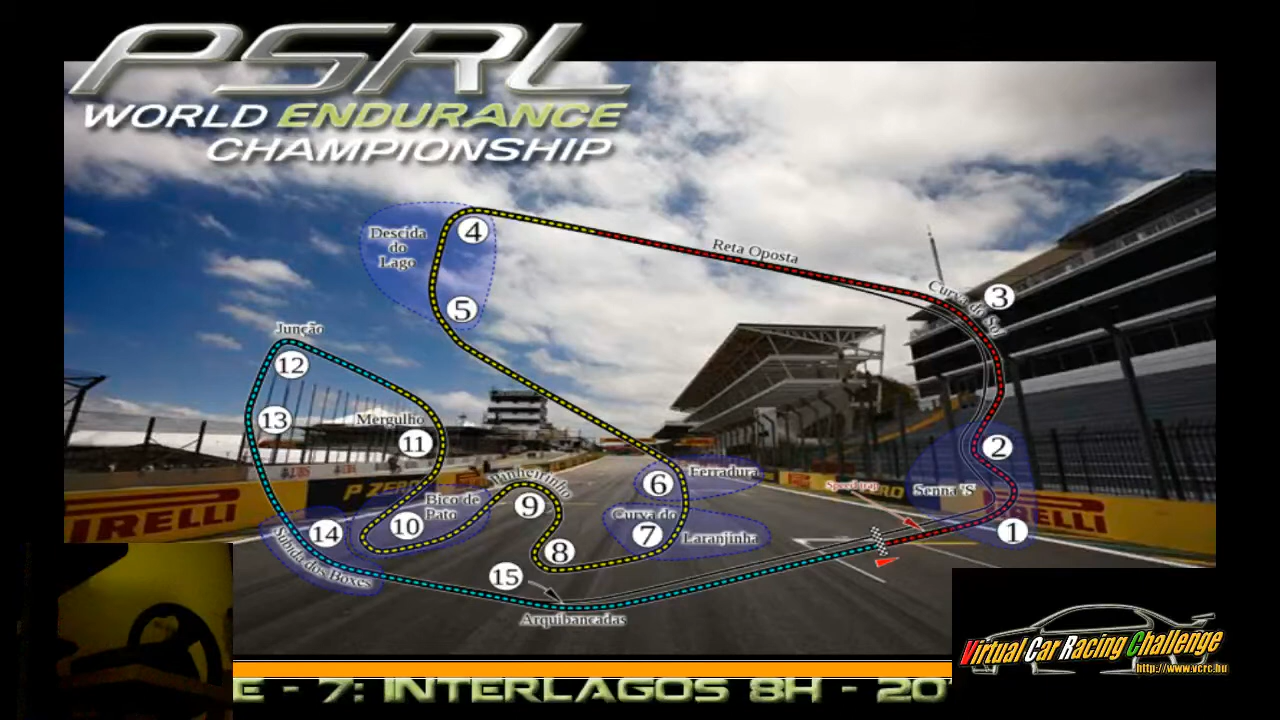 PSRL
WORLD ENDURANCE
CHAMPIONSHIP
4
Descida
do
Lago
5
Reta Oposta
3
Curva do Sol
Junção
12
13
Mergulho
11
2
Senna 'S'
1
Speed trap
6
Ferradura
Curva do
7
Laranjinha
Pinheirinho
9
Bico de
Pato
10
8
14
Subida dos Boxes
15
Arquibancadas
P ZERO
PIRELLI
Virtual Car Racing Challenge
http://www.vcrc.hu
E - 7: INTERLAGOS 8H - 20